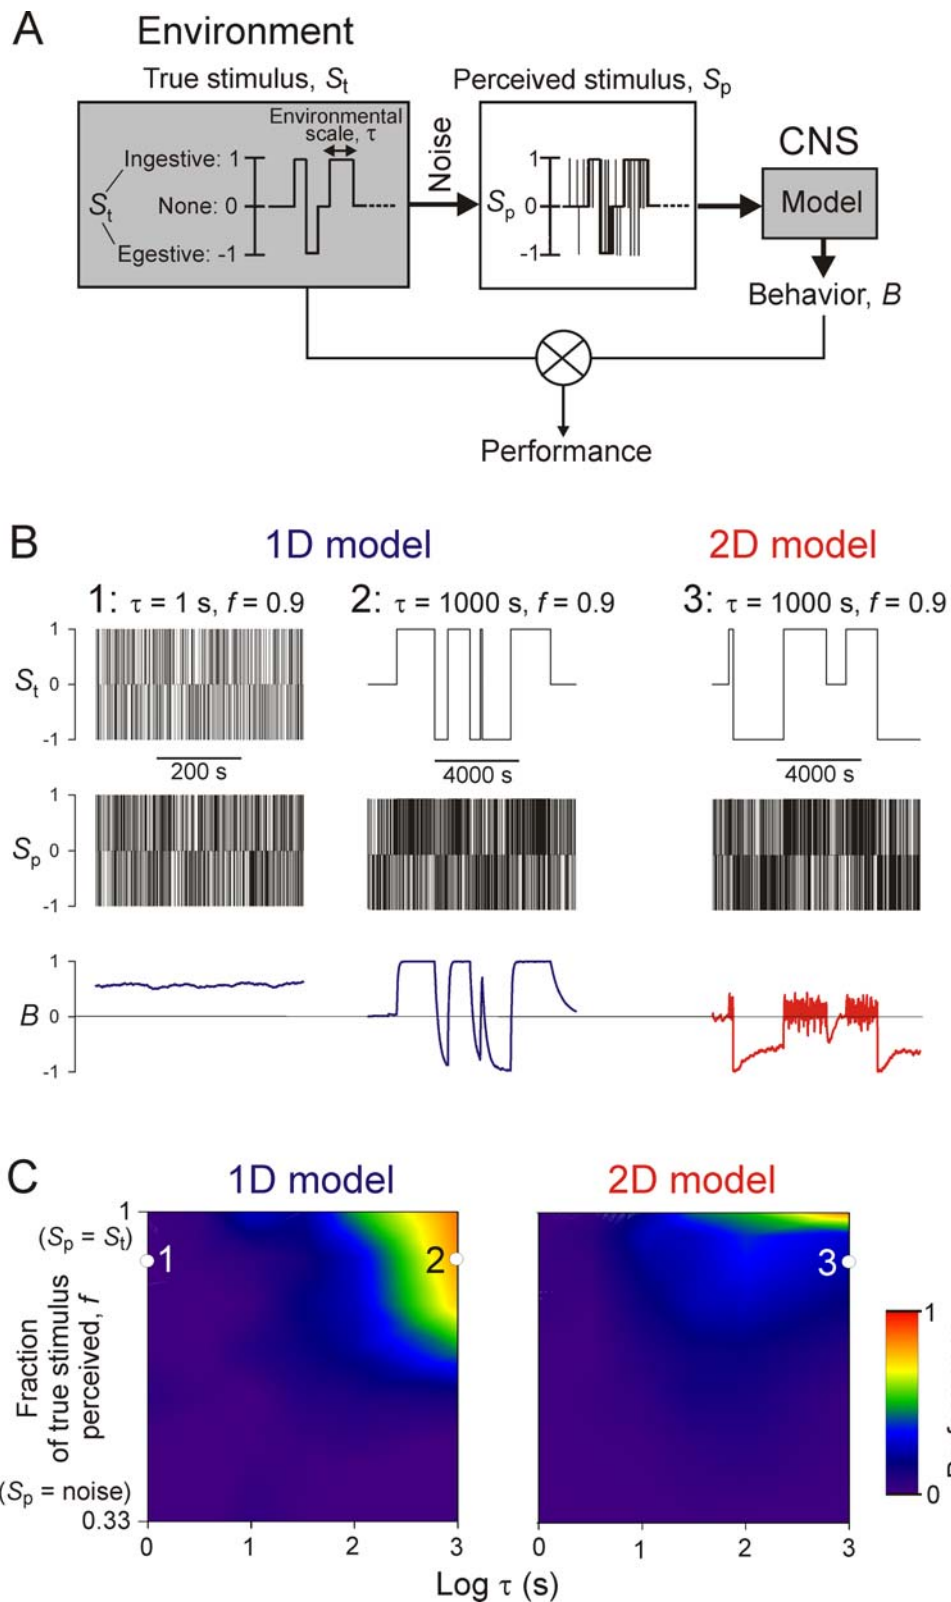 A
Environment
True stimulus, St
Perceived stimulus, Sp
Environmental
scale, τ
Noise
CNS
Ingestive: 1
St
None: 0
Egestive: -1
1
Sp 0
-1
Model
Behavior, B
Performance
B
1D model
2D model
1: τ = 1 s, f = 0.9
2: τ = 1000 s, f = 0.9
3: τ = 1000 s, f = 0.9
1
St 0
-1
200 s
4000 s
4000 s
1
Sp 0
-1
1
B 0
-1
C
1D model
2D model
1
(Sp = St)
1
2
3
Fraction
of true stimulus
perceived, f
(Sp = noise)
0.33
0 1 2 3
0 1 2 3
Log τ (s)
1
0